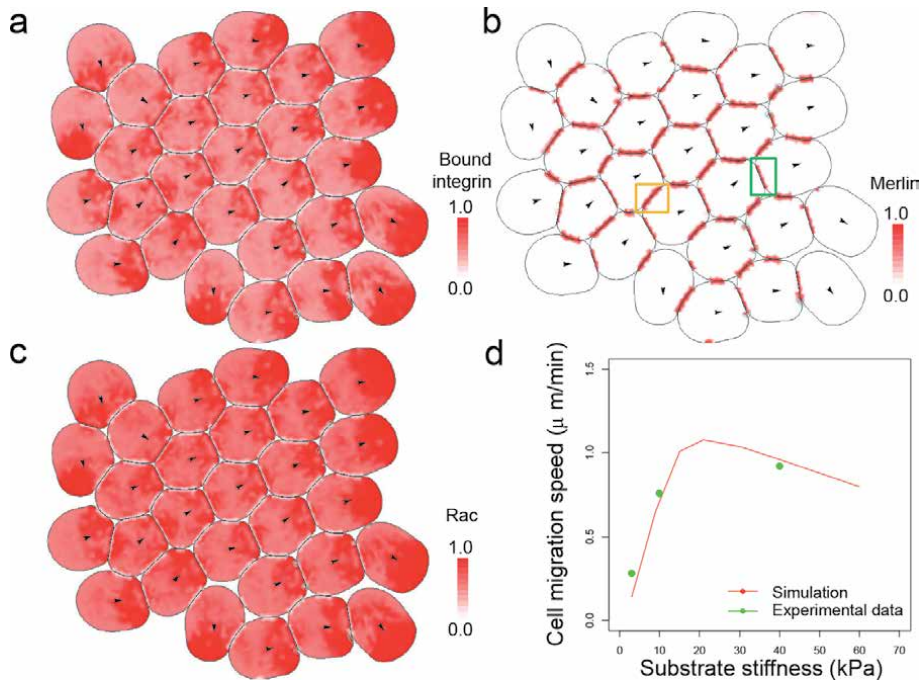 a
b
Bound
integrin
1.0
0.0
Merlin
1.0
0.0
c
Rac
1.0
0.0
d
Cell migration speed (μ m/min)
1.5
1.0
0.5
0.0
Simulation
Experimental data
0 10 20 30 40 50 60 70
Substrate stiffness (kPa)